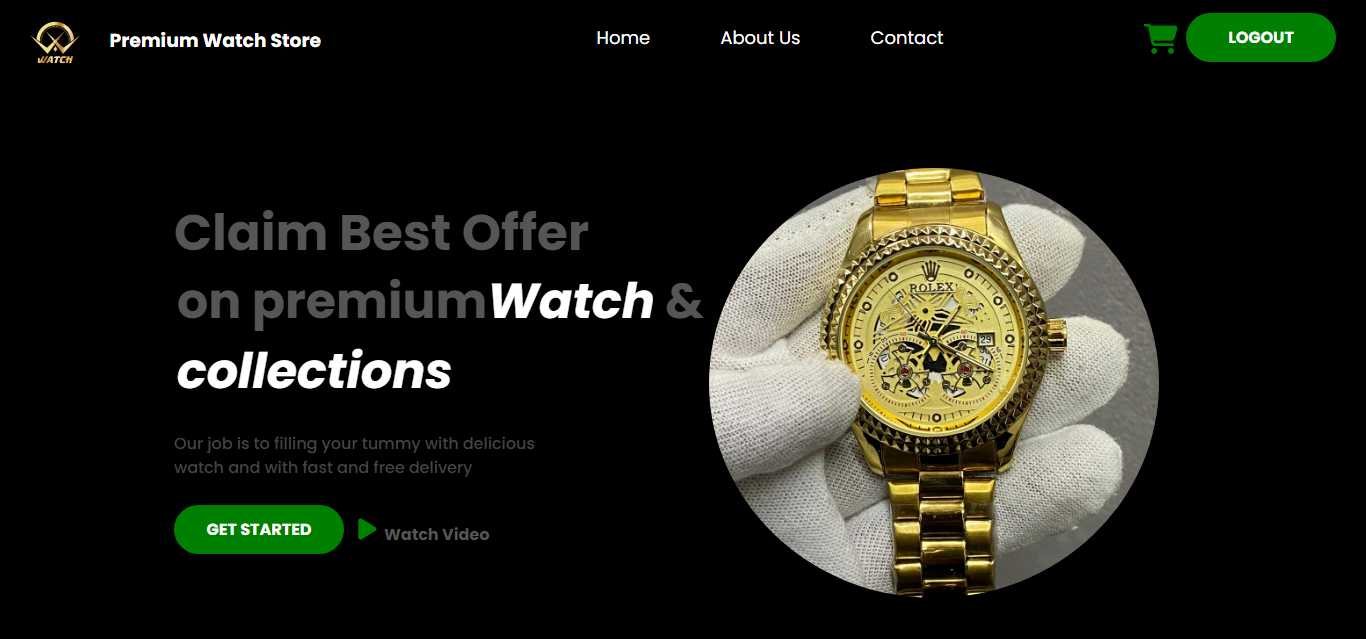 WATCH
Premium Watch Store
Home
About Us
Contact
LOGOUT
Claim Best Offer
on premiumWatch &
collections
Our job is to filling your tummy with delicious
watch and with fast and free delivery
GET STARTED
Watch Video
ROLEX
29